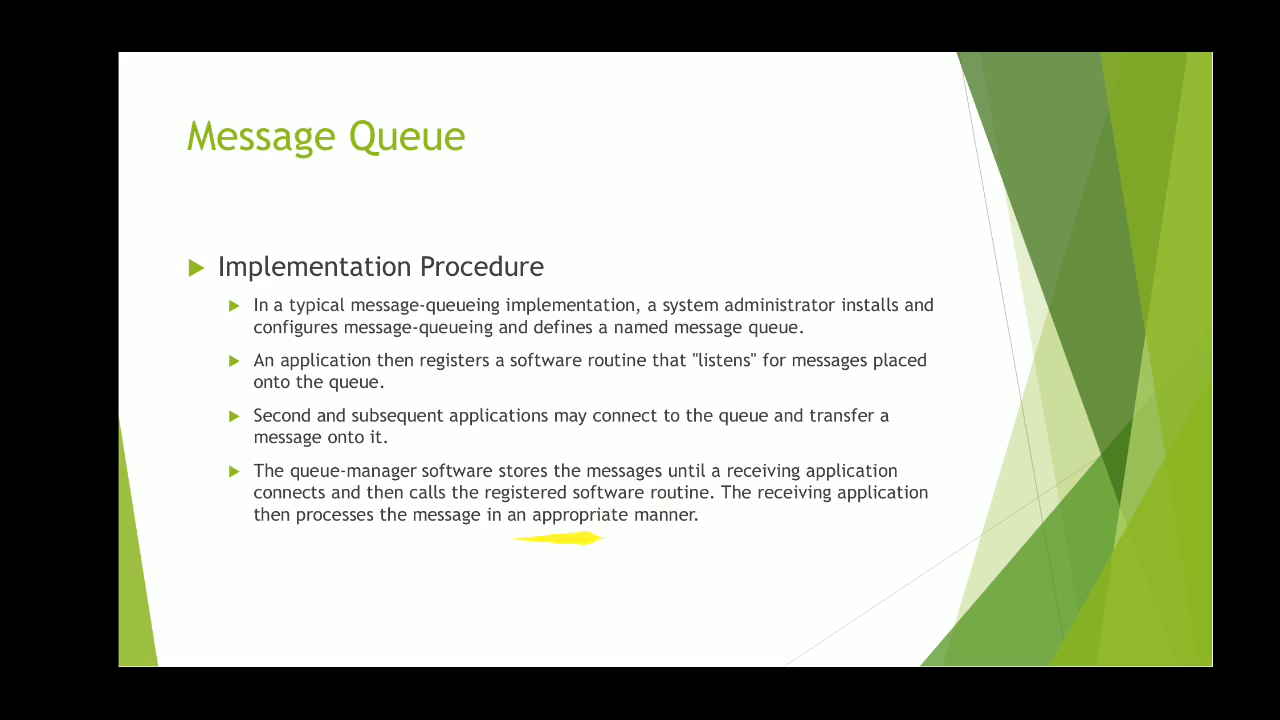 Message Queue
Implementation Procedure
In a typical message-queueing implementation, a system administrator installs and
configures message-queueing and defines a named message queue.
An application then registers a software routine that "listens" for messages placed
onto the queue.
Second and subsequent applications may connect to the queue and transfer a
message onto it.
The queue-manager software stores the messages until a receiving application
connects and then calls the registered software routine. The receiving application
then processes the message in an appropriate manner.